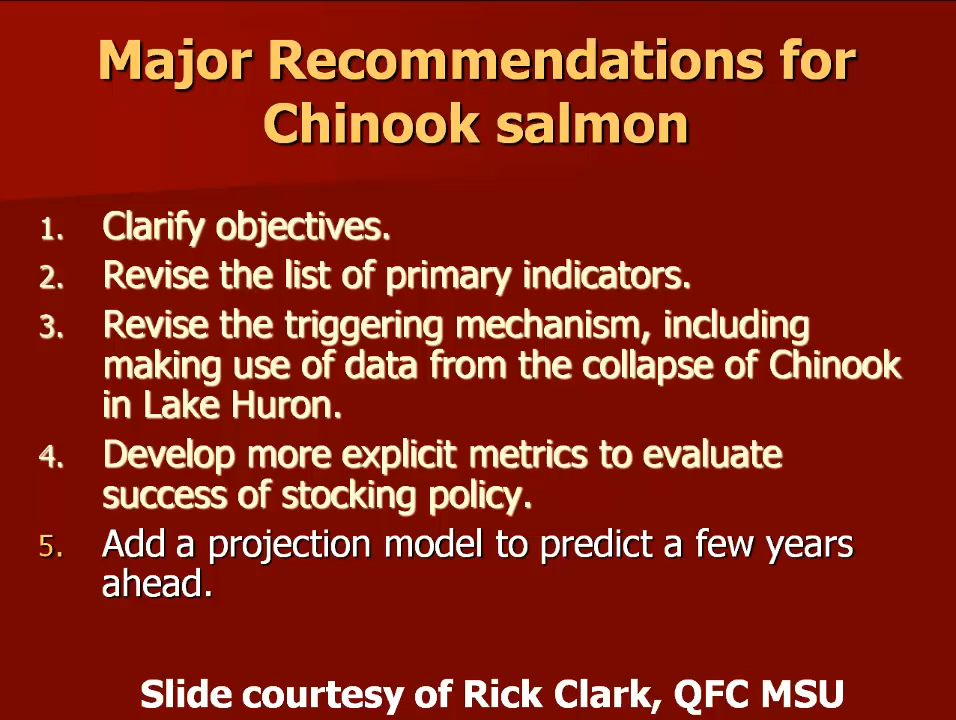 Major Recommendations for
Chinook salmon
1. Clarify objectives.
2. Revise the list of primary indicators.
3. Revise the triggering mechanism, including
making use of data from the collapse of Chinook
in Lake Huron.
4. Develop more explicit metrics to evaluate
success of stocking policy.
5. Add a projection model to predict a few years
ahead.
Slide courtesy of Rick Clark, QFC MSU